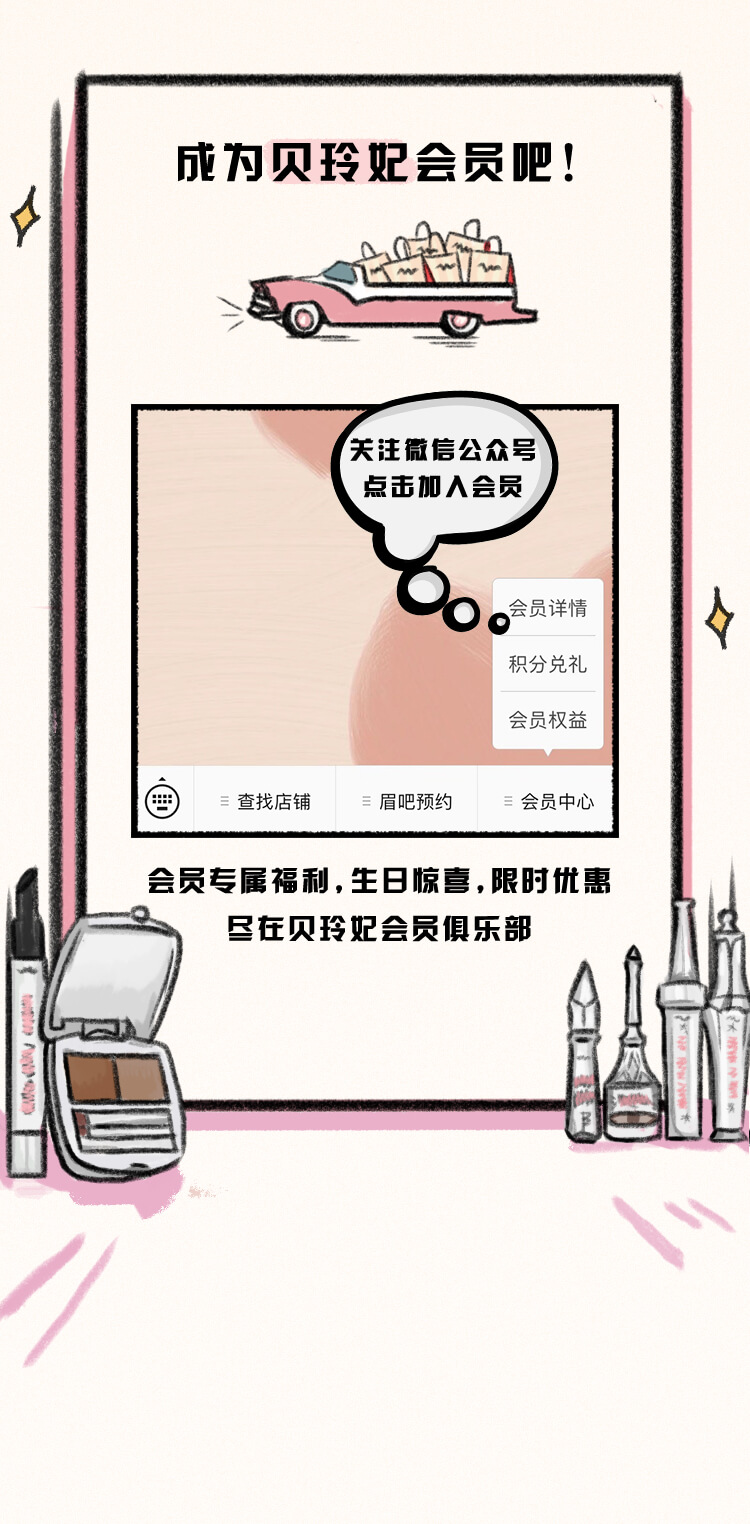 成为贝玲妃会员吧！
关注微信公众号
点击加入会员
会员详情
积分兑礼
会员权益
查找店铺
眉吧预约
会员中心
会员专属福利,生日惊喜,限时优惠
尽在贝玲妃会员俱乐部